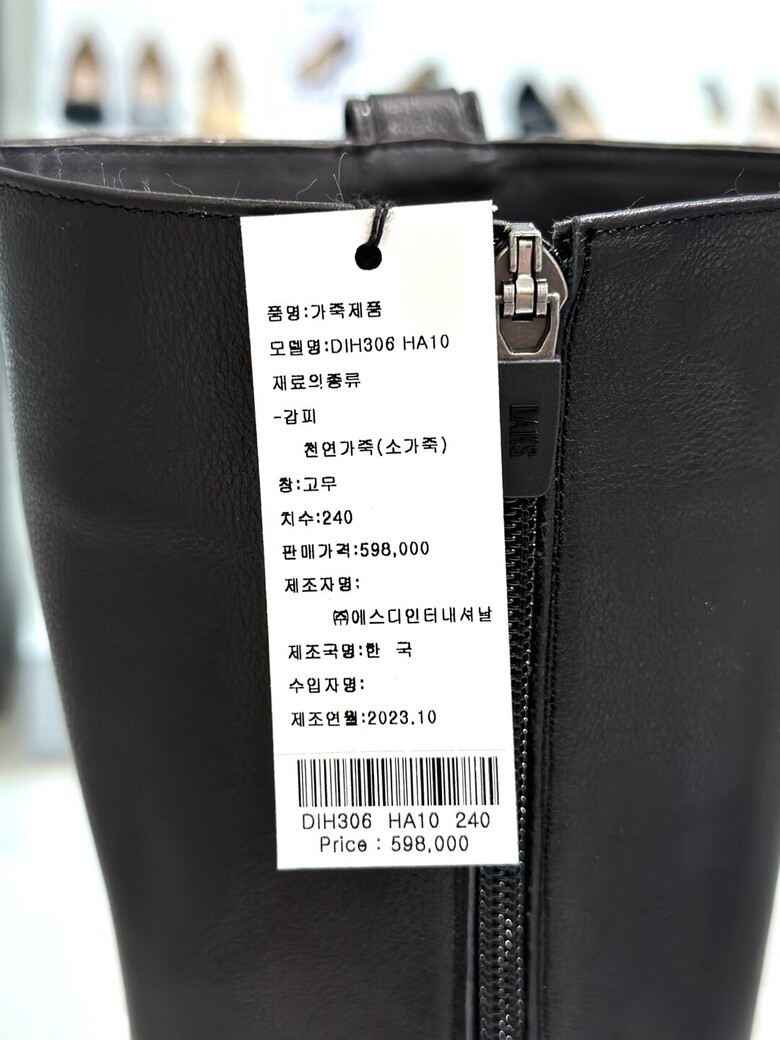 품명:가죽제품
모델명:DIH306 HA10
재료의종류
-갑피
천연가죽(소가죽)
창:고무
치수:240
판매가격:598,000
제조자명:
㈜에스디인터내셔날
제조국명:한 국
수입자명:
제조연월:2023.10
DIH306 HA10 240
Price : 598,000
DAKS